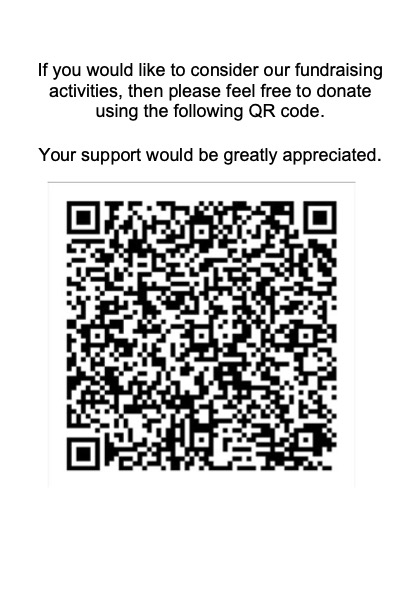 If you would like to consider our fundraising
activities, then please feel free to donate
using the following QR code.
Your support would be greatly appreciated.